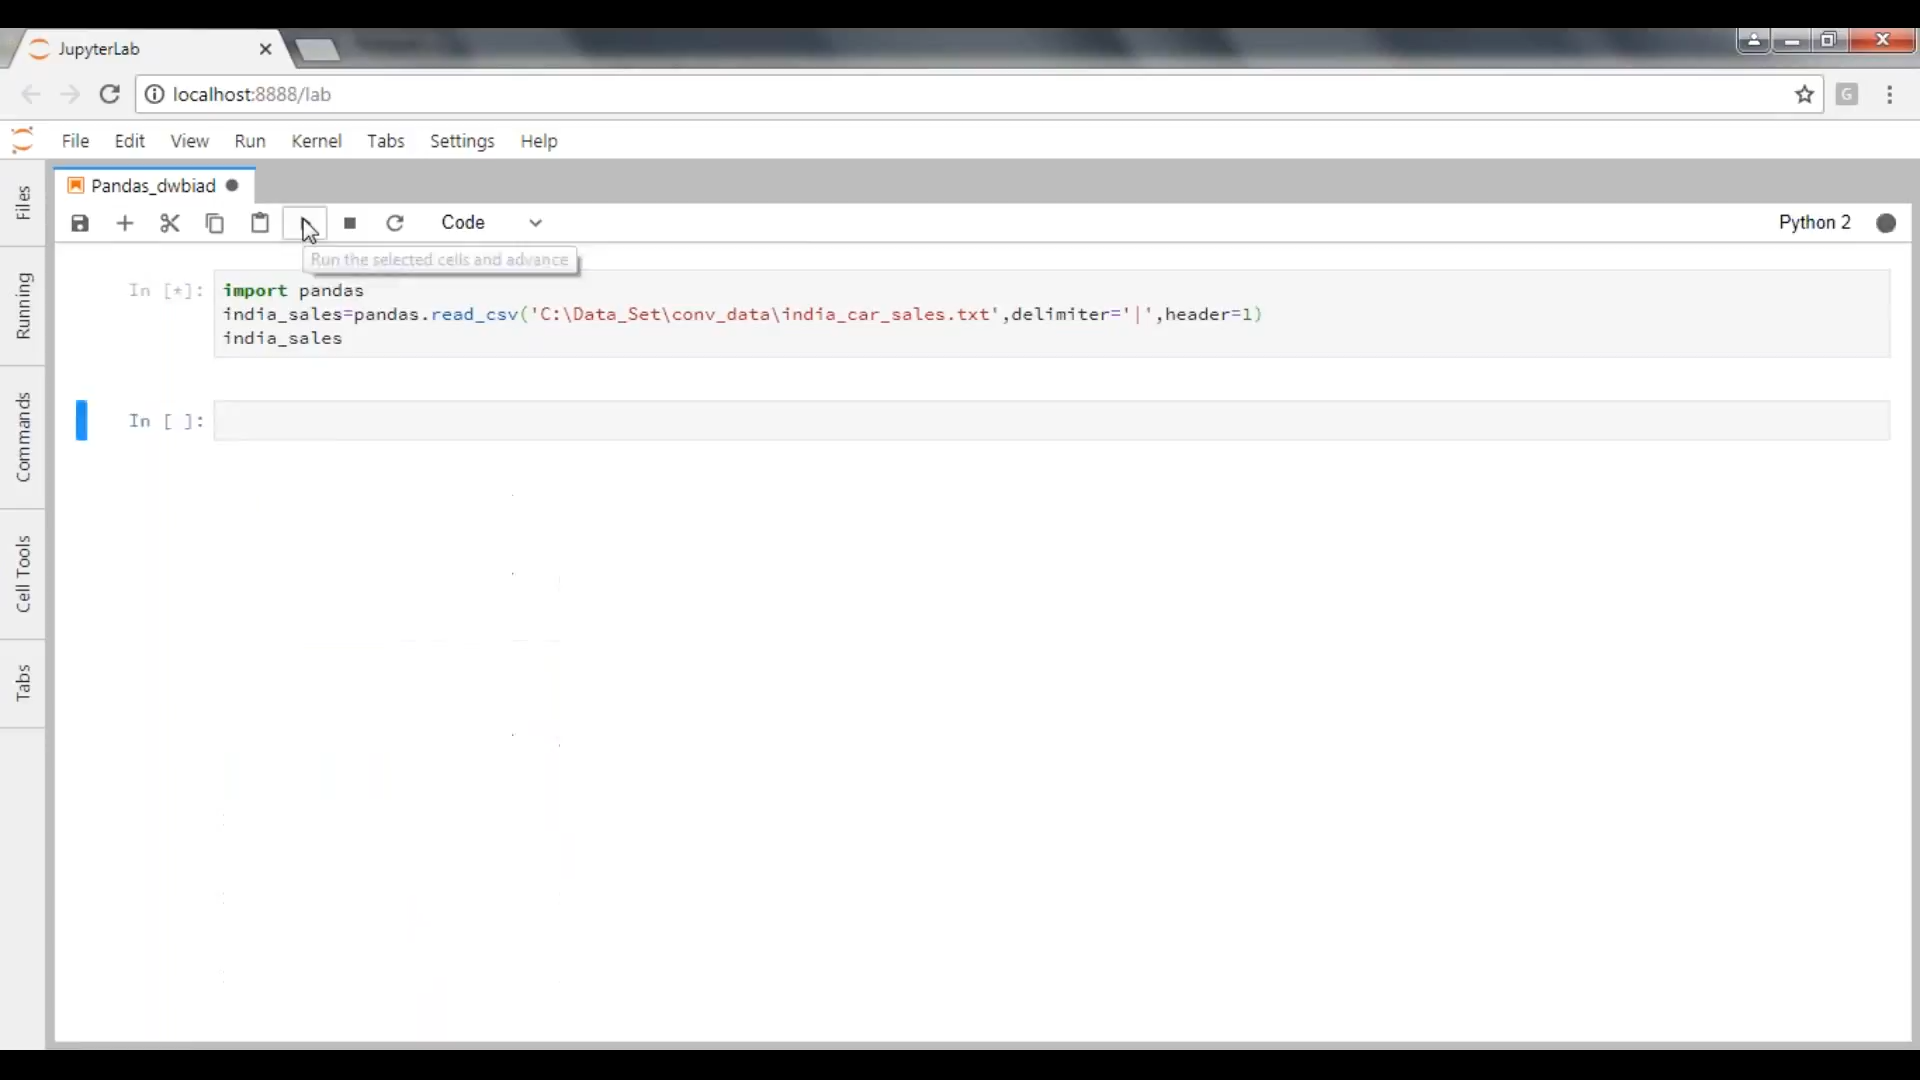 JupyterLab
localhost:8888/lab
G
File Edit View Run Kernel Tabs Settings Help
Pandas_dwbiad
Code
Python 2
Run the selected cells and advance
In [*]:
import pandas
india_sales=pandas.read_csv('C:\Data_Set\conv_data\india_car_sales.txt',delimiter='|',header=1)
india_sales
In [ ]:
Files
Running
Commands
Cell Tools
Tabs